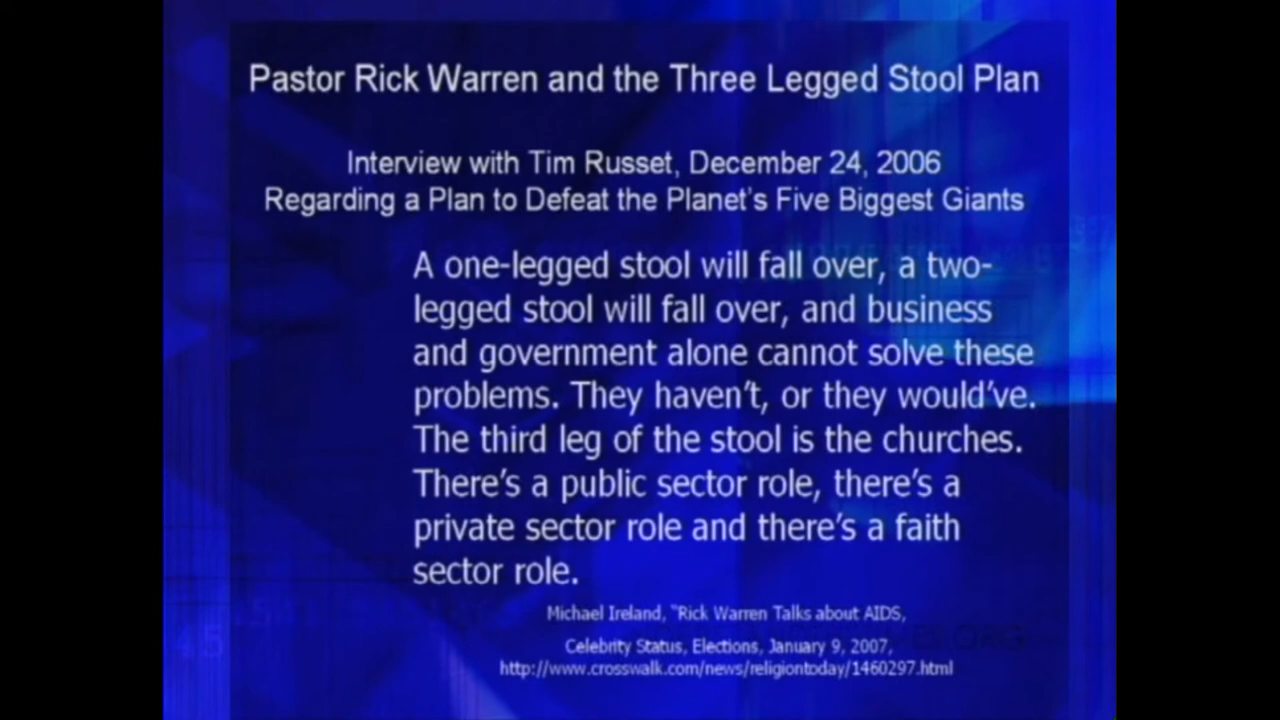 Pastor Rick Warren and the Three Legged Stool Plan
Interview with Tim Russet, December 24, 2006
Regarding a Plan to Defeat the Planet's Five Biggest Giants
A one-legged stool will fall over, a two-
legged stool will fall over, and business
and government alone cannot solve these
problems. They haven't, or they would've.
The third leg of the stool is the churches.
There's a public sector role, there's a
private sector role and there's a faith
sector role.
Michael Ireland, "Rick Warren Talks about AIDS,
Celebrity Status, Elections, January 9, 2007,
http://www.crosswalk.com/news/religiontoday/1460297.html